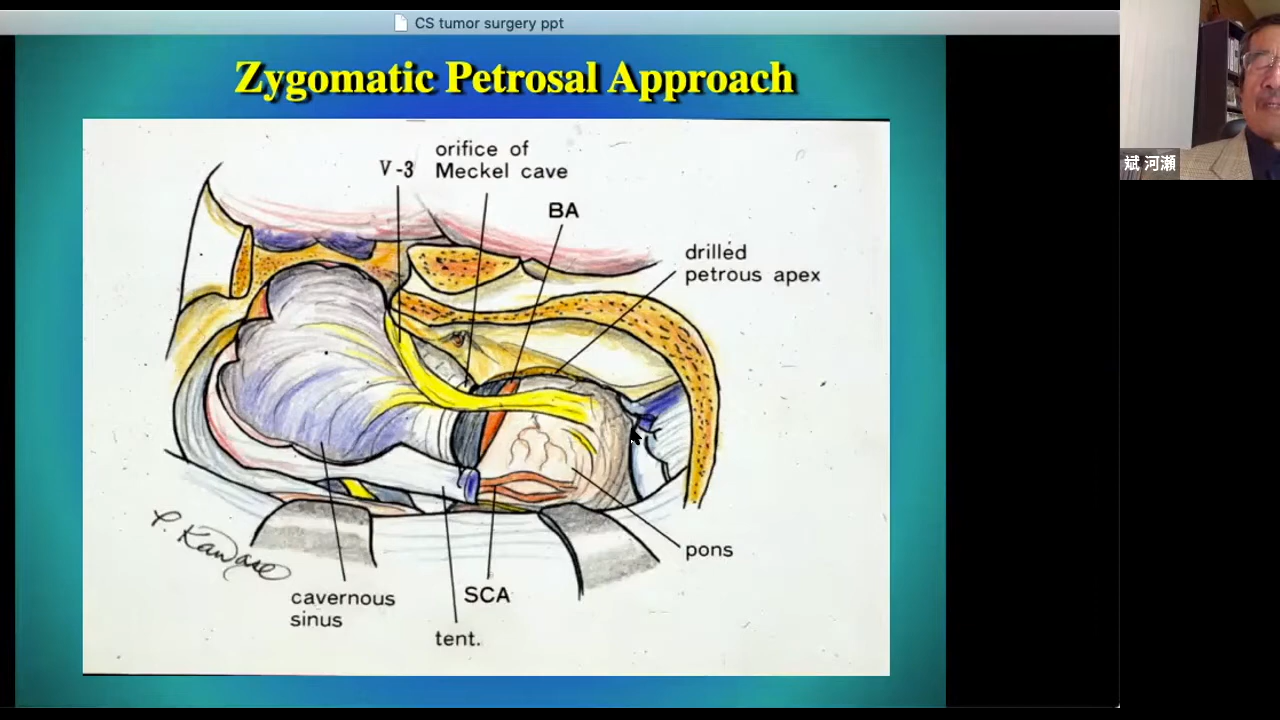 CS tumor surgery ppt
Zygomatic Petrosal Approach
V-3
orifice of
Meckel cave
BA
drilled
petrous apex
斌 河瀬
T. Kawase
pons
cavernous
sinus
SCA
tent.